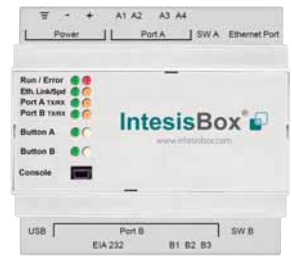 - + A1 A2 A3 A4
Power Port A SW A Ethernet Port
Run / Error
Eth. Link/Spd
Port A TX/RX
Port B TX/RX
Button A
Button B
Console
IntesisBox®
www.intesisbox.com
USB Port B SW B
EIA 232 B1 B2 B3